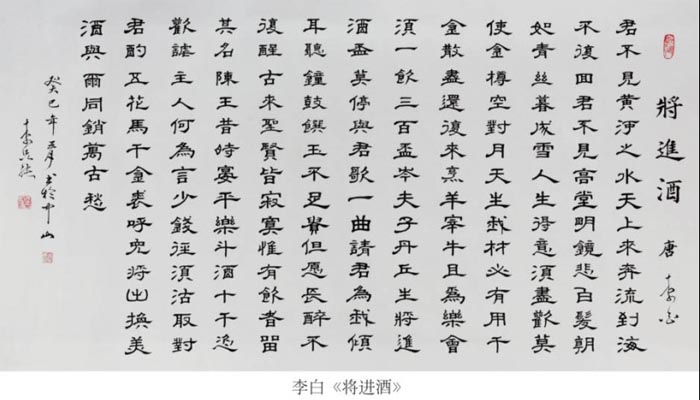 將進酒 唐 李白
君不見黃河之水天上來奔流到海
不復回君不見高堂明鏡悲白髮朝
如青絲暮成雪人生得意須盡歡莫
使金樽空對月天生我材必有用千
金散盡還復來烹羊宰牛且爲樂會
須一飲三百盃岑夫子丹丘生將進
酒盃莫停與君歌一曲請君為我傾
耳聽鐘鼓饌玉不足貴但愿長醉不
復醒古來聖賢皆寂寞惟有飲者留
其名陳王昔時宴平樂斗酒十千恣
歡謔主人何為言少錢徑須沽取對
君酌五花馬千金裘呼兒將出換美
酒與爾同銷萬古愁
癸巳年五月書於中山
李白《将进酒》